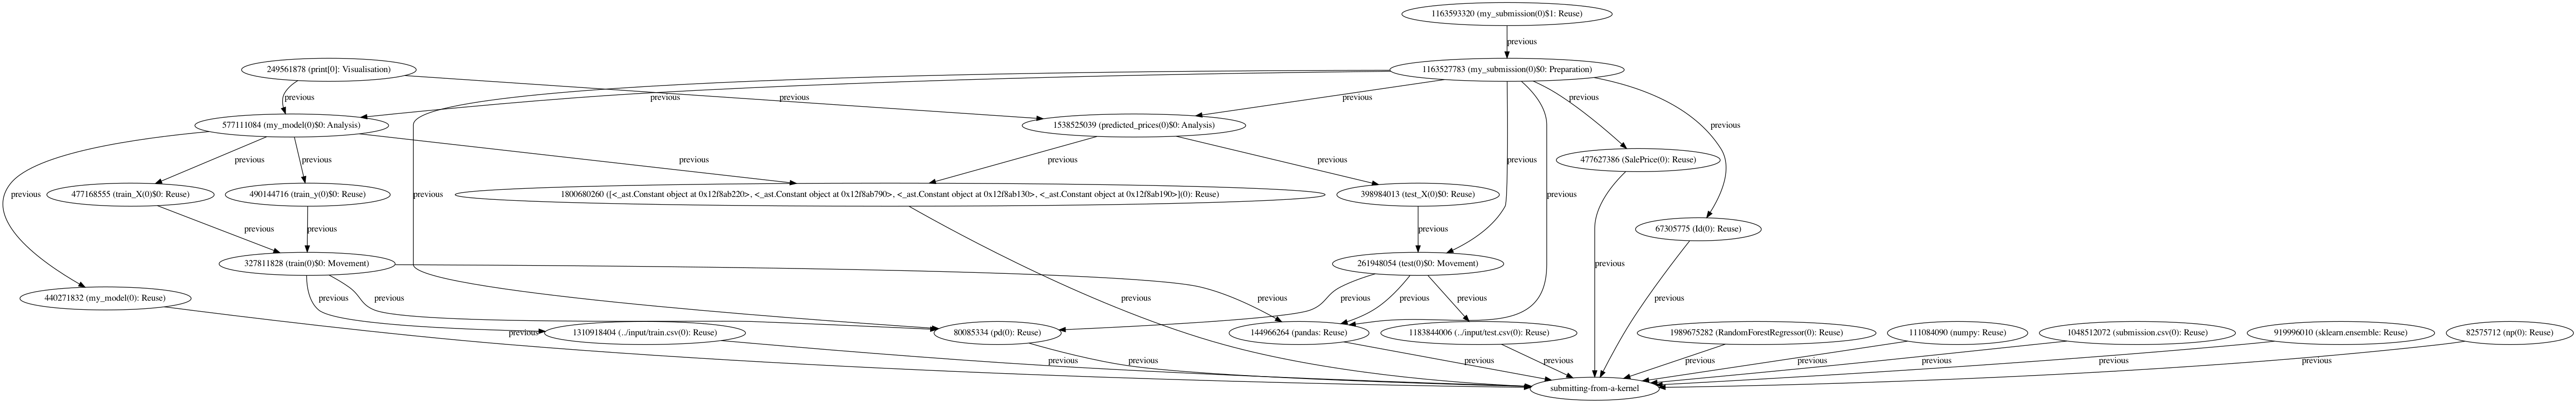 1163593320 (my_submission(0)$1: Reuse)
previous
249561878 (print[0]: Visualisation)
1163527783 (my_submission(0)$0: Preparation)
previous
previous
previous
previous
previous
577111084 (my_model(0)$0: Analysis)
1538525039 (predicted_prices(0)$0: Analysis)
previous
previous
previous
previous
previous
previous
previous
477627386 (SalePrice(0): Reuse)
previous
477168555 (train_X(0)$0: Reuse)
490144716 (train_y(0)$0: Reuse)
previous
1800680260 ([<_ast.Constant object at 0x12f8ab220>, <_ast.Constant object at 0x12f8ab790>, <_ast.Constant object at 0x12f8ab130>, <_ast.Constant object at 0x12f8ab190>](0): Reuse)
398984013 (test_X(0)$0: Reuse)
previous
previous
previous
previous
67305775 (Id(0): Reuse)
327811828 (train(0)$0: Movement)
261948054 (test(0)$0: Movement)
previous
440271832 (my_model(0): Reuse)
previous
previous
previous
previous
previous
previous
previous
previous
previous
1310918404 (../input/train.csv(0): Reuse)
80085334 (pd(0): Reuse)
144966264 (pandas: Reuse)
1183844006 (../input/test.csv(0): Reuse)
1989675282 (RandomForestRegressor(0): Reuse)
111084090 (numpy: Reuse)
1048512072 (submission.csv(0): Reuse)
919996010 (sklearn.ensemble: Reuse)
82575712 (np(0): Reuse)
previous
previous
previous
previous
previous
previous
previous
previous
previous
previous
submitting-from-a-kernel